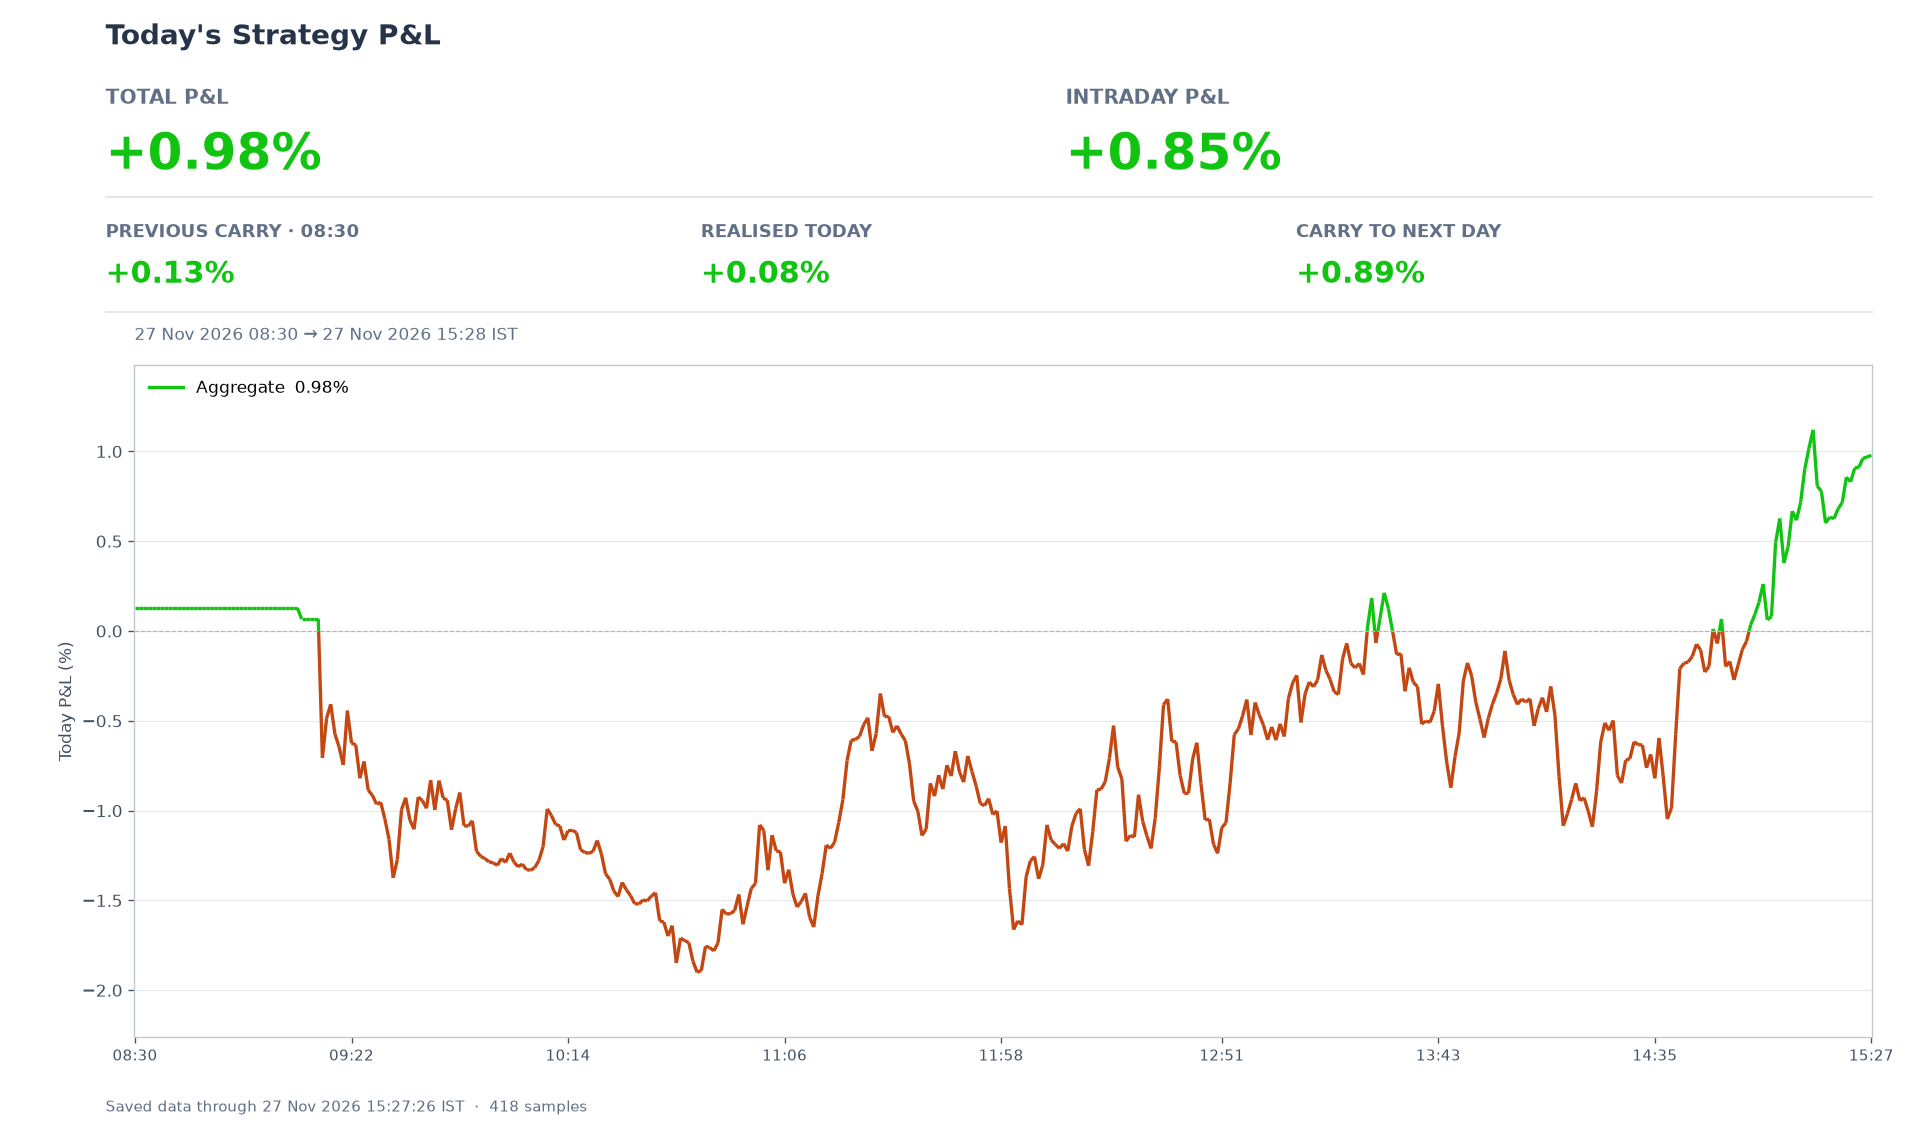 Today's Strategy P&L
TOTAL P&L
INTRADAY P&L
+0.98%
+0.85%
PREVIOUS CARRY · 08:30
REALISED TODAY
CARRY TO NEXT DAY
+0.13%
+0.08%
+0.89%
27 Nov 2026 08:30 → 27 Nov 2026 15:28 IST
Aggregate 0.98%
1.0
0.5
0.0
−0.5
−1.0
−1.5
−2.0
Today P&L (%)
08:30 09:22 10:14 11:06 11:58 12:51 13:43 14:35 15:27
Saved data through 27 Nov 2026 15:27:26 IST · 418 samples